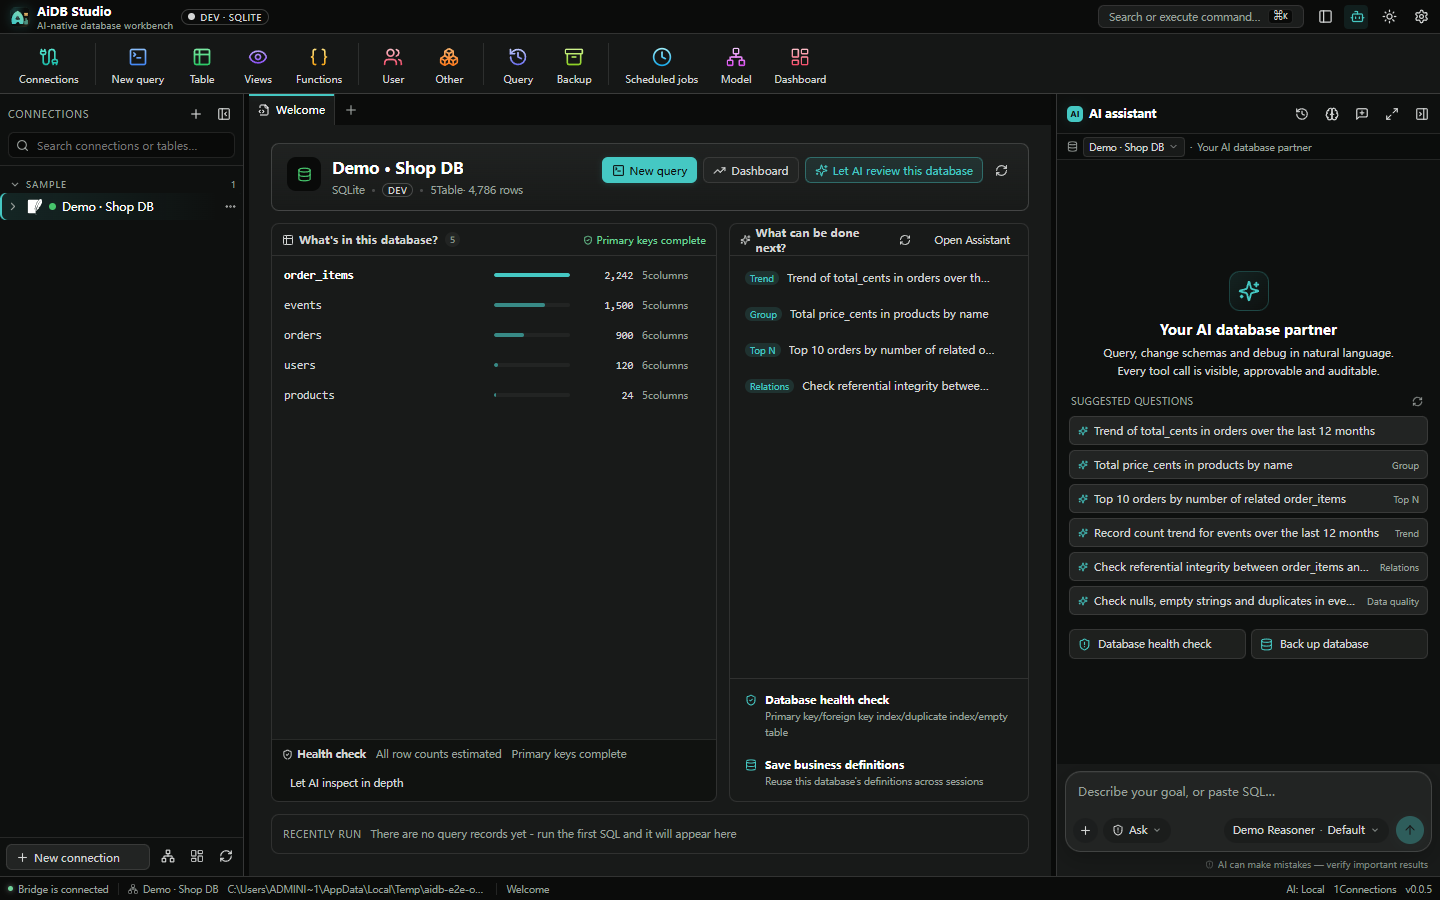 AiDB Studio
AI-native database workbench
DEV · SQLITE
Search or execute command...
⌘K
Connections
New query
Table
Views
Functions
User
Other
Query
Backup
Scheduled jobs
Model
Dashboard
CONNECTIONS
Search connections or tables...
SAMPLE
1
Demo · Shop DB
New connection
Welcome
Demo • Shop DB
SQLite • DEV • 5Table· 4,786 rows
New query
Dashboard
Let AI review this database
What's in this database? 5
Primary keys complete
order_items 2,242 5columns
events 1,500 5columns
orders 900 6columns
users 120 6columns
products 24 5columns
Health check All row counts estimated Primary keys complete
Let AI inspect in depth
What can be done
next?
Open Assistant
Trend Trend of total_cents in orders over th...
Group Total price_cents in products by name
Top N Top 10 orders by number of related o...
Relations Check referential integrity betwee...
Database health check
Primary key/foreign key index/duplicate index/empty
table
Save business definitions
Reuse this database's definitions across sessions
RECENTLY RUN There are no query records yet - run the first SQL and it will appear here
AI AI assistant
Demo · Shop DB · Your AI database partner
Your AI database partner
Query, change schemas and debug in natural language.
Every tool call is visible, approvable and auditable.
SUGGESTED QUESTIONS
Trend of total_cents in orders over the last 12 months
Total price_cents in products by name Group
Top 10 orders by number of related order_items Top N
Record count trend for events over the last 12 months Trend
Check referential integrity between order_items an... Relations
Check nulls, empty strings and duplicates in eve... Data quality
Database health check
Back up database
Describe your goal, or paste SQL...
Ask
Demo Reasoner · Default
AI can make mistakes — verify important results
Bridge is connected
Demo · Shop DB
C:\Users\ADMINI~1\AppData\Local\Temp\aidb-e2e-o...
Welcome
AI: Local
1Connections
v0.0.5